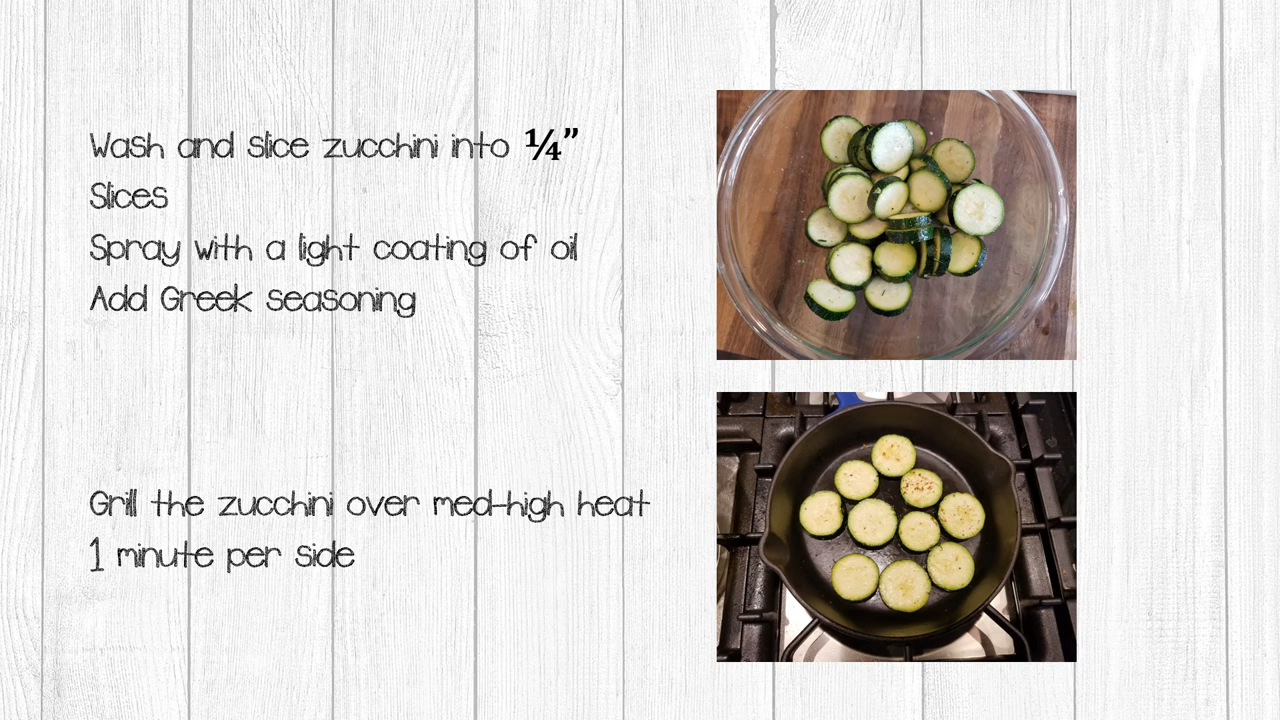 Wash and slice zucchini into ¼”
Slices
Spray with a light coating of oil
Add Greek seasoning
Grill the zucchini over med-high heat
1 minute per side